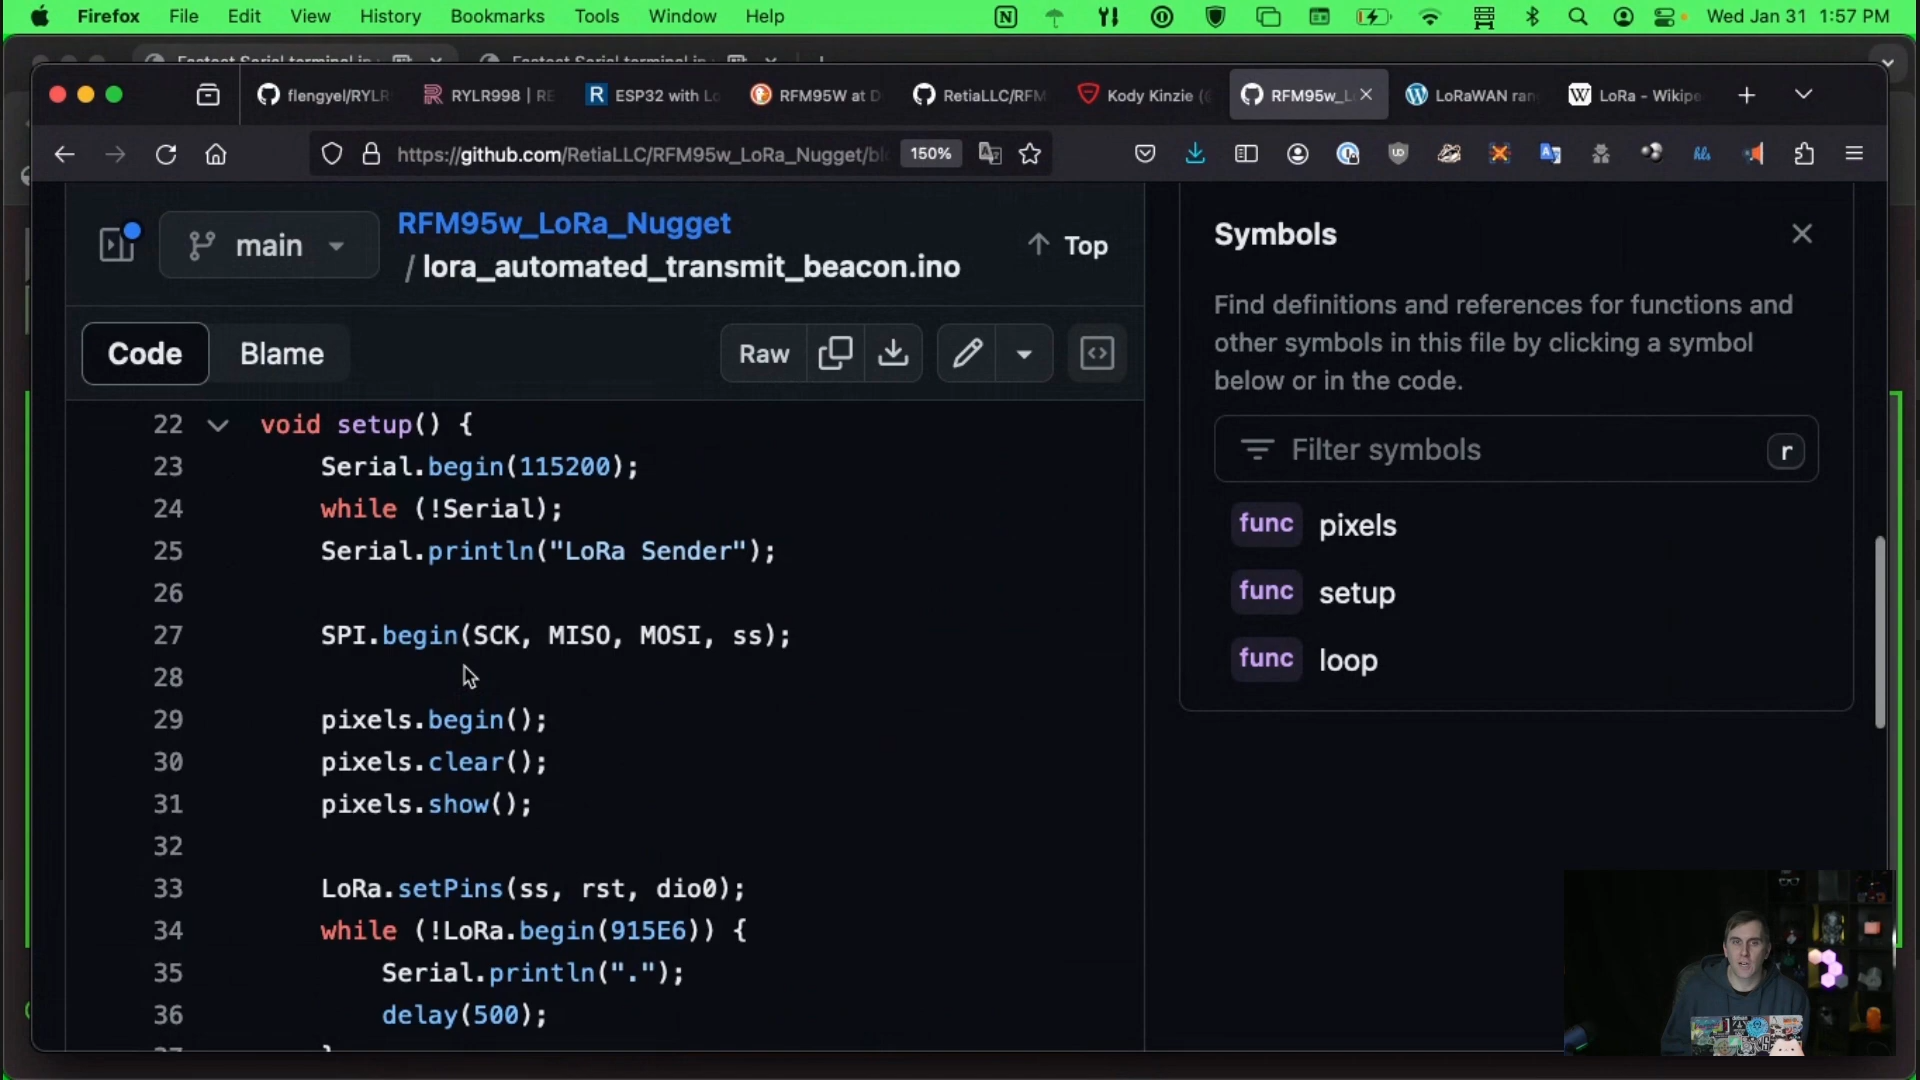 Firefox File Edit View History Bookmarks Tools Window Help Wed Jan 31 1:57 PM
flengyel/RYLR RYLR998 | RE ESP32 with Lo RFM95W at D RetiaLLC/RFM Kody Kinzie (@ RFM95w_L LoRaWAN ran LoRa - Wikipe
https://github.com/RetiaLLC/RFM95w_LoRa_Nugget/bl 150%
main RFM95w_LoRa_Nugget
/ lora_automated_transmit_beacon.ino
Top
Code Blame Raw
22 void setup() {
23 Serial.begin(115200);
24 while (!Serial);
25 Serial.println("LoRa Sender");
26
27 SPI.begin(SCK, MISO, MOSI, ss);
28
29 pixels.begin();
30 pixels.clear();
31 pixels.show();
32
33 LoRa.setPins(ss, rst, dio0);
34 while (!LoRa.begin(915E6)) {
35 Serial.println(".");
36 delay(500);
Symbols
Find definitions and references for functions and
other symbols in this file by clicking a symbol
below or in the code.
Filter symbols r
func pixels
func setup
func loop